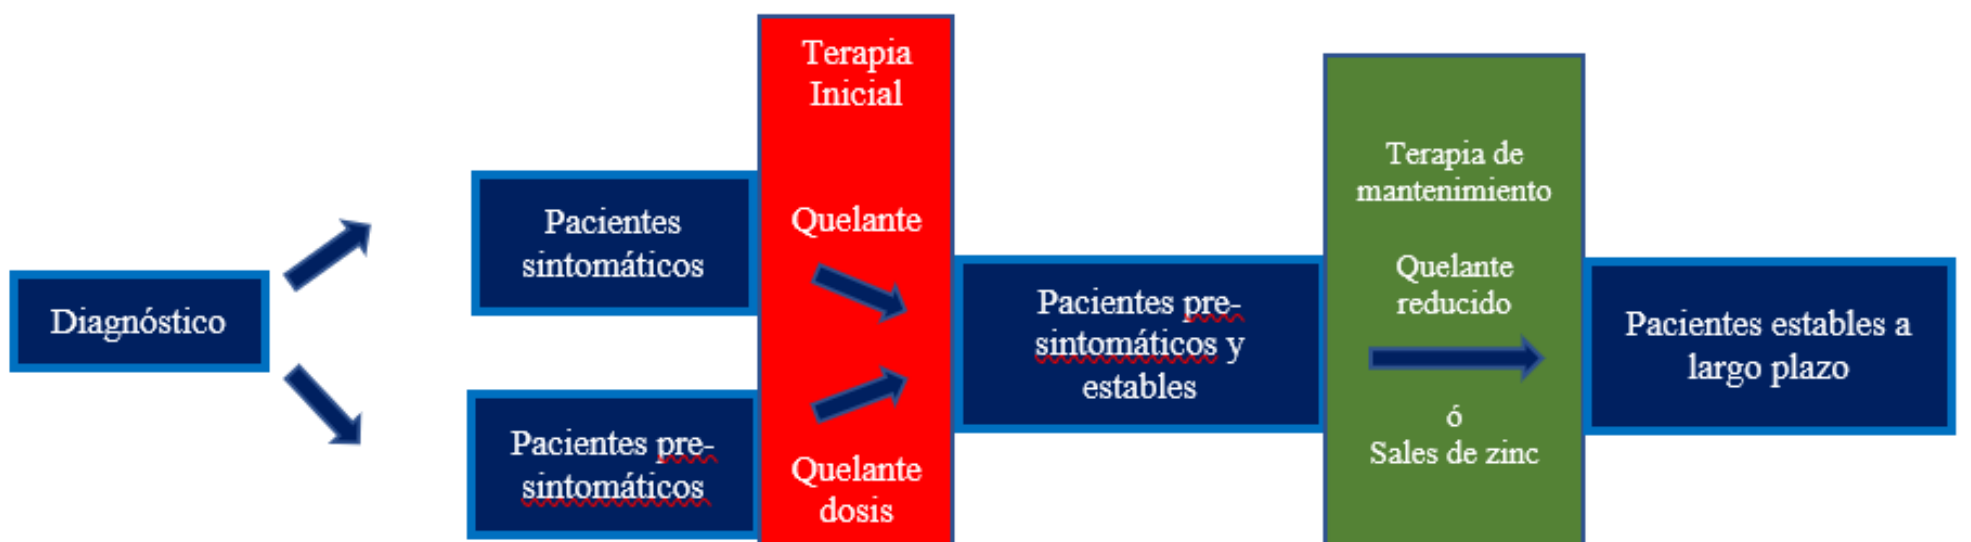 Diagnóstico
Pacientes
sintomáticos
Pacientes pre-
sintomáticos
Terapia
Inicial
Quelante
Quelante
dosis
Pacientes pre-
sintomáticos y
estables
Terapia de
mantenimiento
Quelante
reducido
ó
Sales de zinc
Pacientes estables a
largo plazo